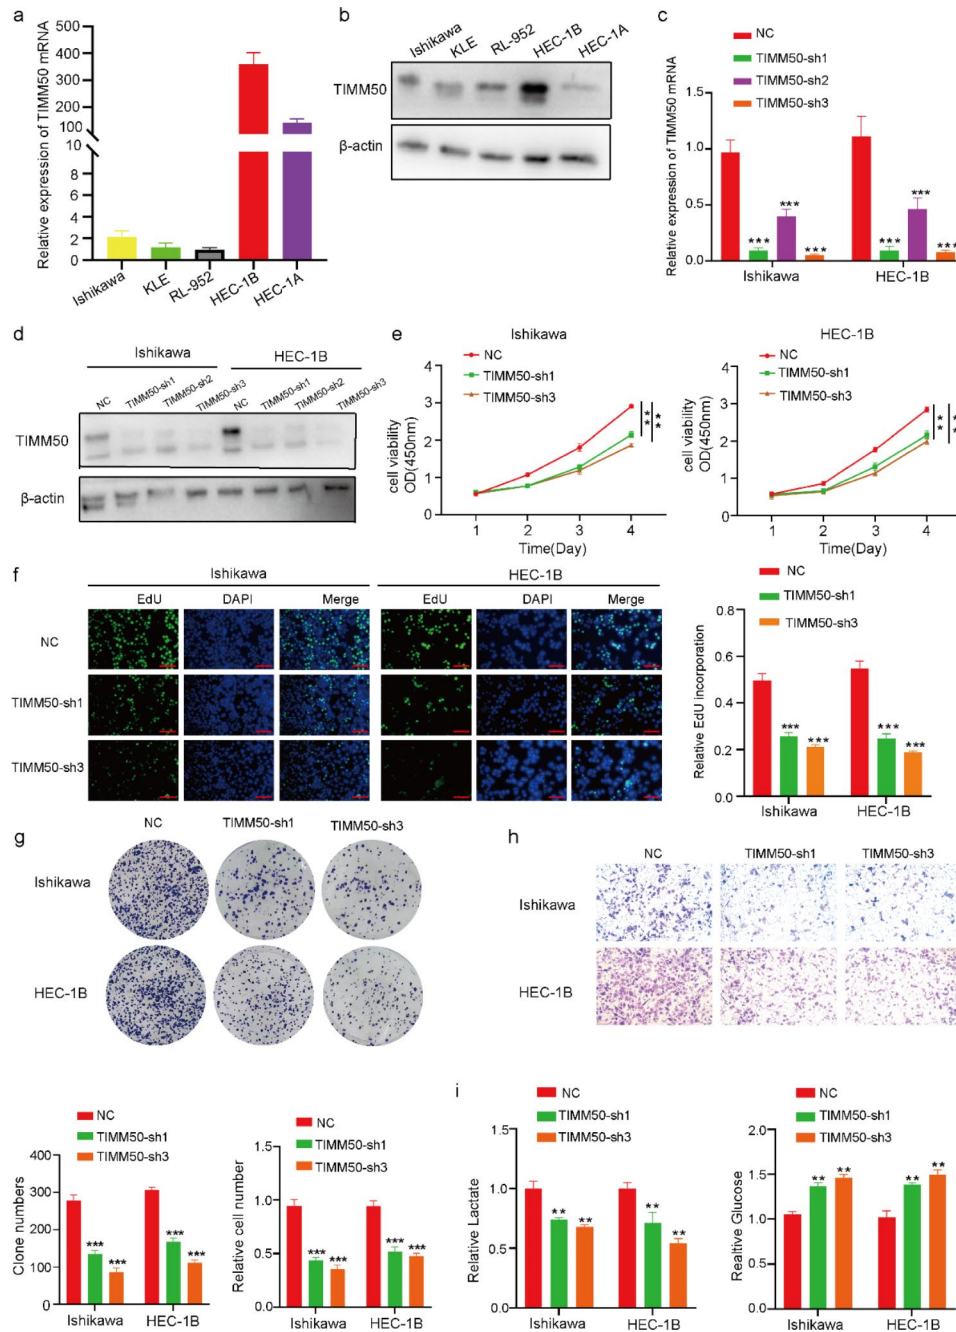 a
Relative expression of TIMM50 mRNA
500
400
300
200
100
10
8
6
4
2
0
Ishikawa
KLE
RL-952
HEC-1B
HEC-1A
b
Ishikawa
KLE
RL-952
HEC-1B
HEC-1A
TIMM50
β-actin
c
NC
TIMM50-sh1
TIMM50-sh2
TIMM50-sh3
Relative expression of TIMM50 mRNA
1.5
1.0
0.5
0.0
*** *** ***
*** *** ***
Ishikawa HEC-1B
d
Ishikawa HEC-1B
NC TIMM50-sh1 TIMM50-sh2 TIMM50-sh3 NC TIMM50-sh1 TIMM50-sh2 TIMM50-sh3
TIMM50
β-actin
e
Ishikawa
NC
TIMM50-sh1
TIMM50-sh3
cell viability
OD(450nm)
4
3
2
1
0
** **
1 2 3 4
Time(Day)
HEC-1B
NC
TIMM50-sh1
TIMM50-sh3
cell viability
OD(450nm)
4
3
2
1
0
** **
1 2 3 4
Time(Day)
f
Ishikawa HEC-1B
EdU DAPI Merge EdU DAPI Merge
NC
TIMM50-sh1
TIMM50-sh3
NC
TIMM50-sh1
TIMM50-sh3
Relative EdU incorporation
0.8
0.6
0.4
0.2
0.0
*** *** *** ***
Ishikawa HEC-1B
g
NC TIMM50-sh1 TIMM50-sh3
Ishikawa
HEC-1B
h
NC TIMM50-sh1 TIMM50-sh3
Ishikawa
HEC-1B
NC
TIMM50-sh1
TIMM50-sh3
Clone numbers
400
300
200
100
0
*** *** *** ***
Ishikawa HEC-1B
NC
TIMM50-sh1
TIMM50-sh3
Relative cell number
1.5
1.0
0.5
0.0
*** *** *** ***
Ishikawa HEC-1B
i
NC
TIMM50-sh1
TIMM50-sh3
Relative Lactate
1.5
1.0
0.5
0.0
** ** ** **
Ishikawa HEC-1B
NC
TIMM50-sh1
TIMM50-sh3
Realtive Glucose
2.0
1.5
1.0
0.5
0.0
** ** ** **
Ishikawa HEC-1B